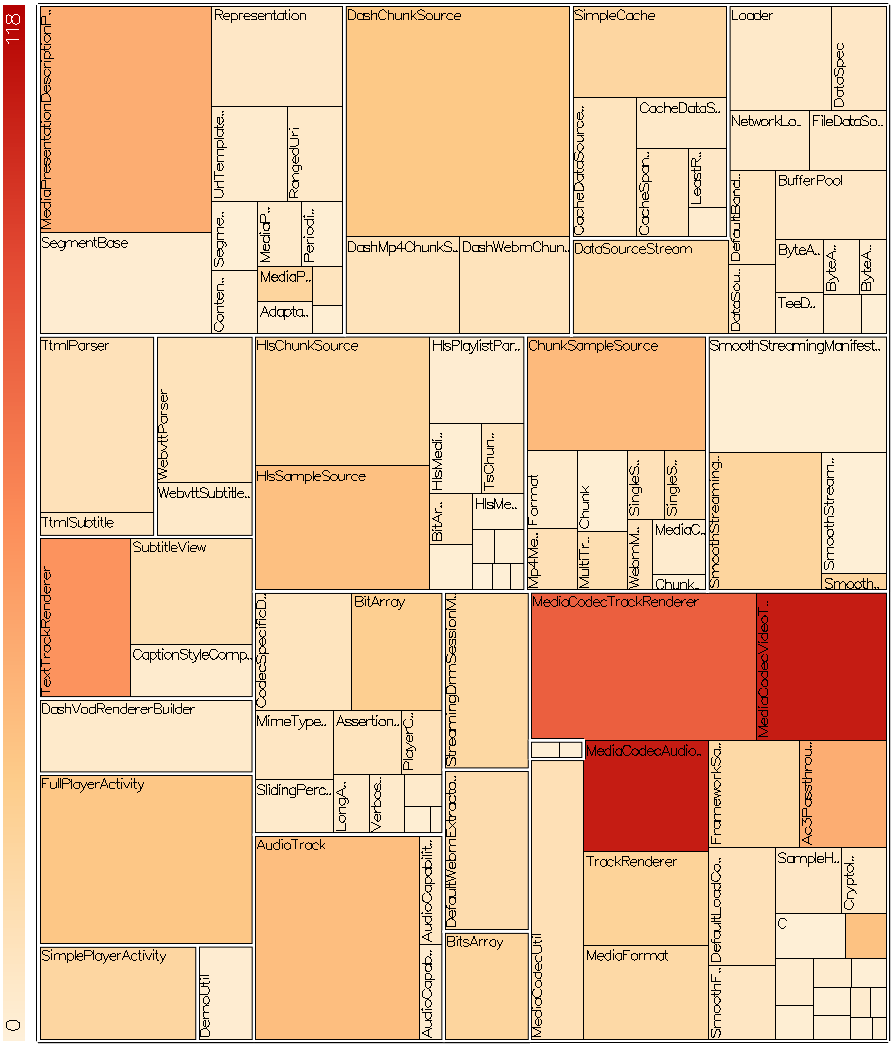 118
0
MediaPresentationDescriptionP..
Representation
UriTemplate..
RangedUri
SegmentBase
Segme..
MediaP..
Periodi..
Conten..
MediaP..
Adapta..
DashChunkSource
DashMp4ChunkS..
DashWebmChun..
SimpleCache
CacheDataSource..
CacheDataS..
CacheSpan..
LeastR..
DataSourceStream
Loader
DataSpec
NetworkLo..
FileDataSo..
DefaultBand..
BufferPool
DataSou..
ByteA..
ByteA..
ByteA..
TeeD..
TtmlParser
TtmlSubtitle
WebvttParser
WebvttSubtitle..
HlsChunkSource
HlsSampleSource
HlsPlaylistPar..
HlsMedi..
TsChun..
BitAr..
HlsMe..
ChunkSampleSource
Format
Chunk
SingleS..
SingleS..
Mp4Me..
MultiTr..
WebmM..
MediaC..
Chunk..
SmoothStreamingManifest..
SmoothStreaming..
SmoothStream..
Smooth..
TextTrackRenderer
SubtitleView
CaptionStyleComp..
DashVodRendererBuilder
FullPlayerActivity
SimplePlayerActivity
DemoUtil
CodecSpecificD..
BitArray
MimeType..
Assertion..
PlayerC..
SlidingPerc..
LongA..
Verbos..
AudioTrack
AudioCapabilit..
AudioCapab..
StreamingDrmSessionM..
DefaultWebmExtracto..
BitsArray
MediaCodecTrackRenderer
MediaCodecVideoT..
MediaCodecUtil
MediaCodecAudio..
TrackRenderer
MediaFormat
FrameworkSa..
Ac3Passthrou..
DefaultLoadCo..
SmoothF..
SampleH..
CryptoI..
C